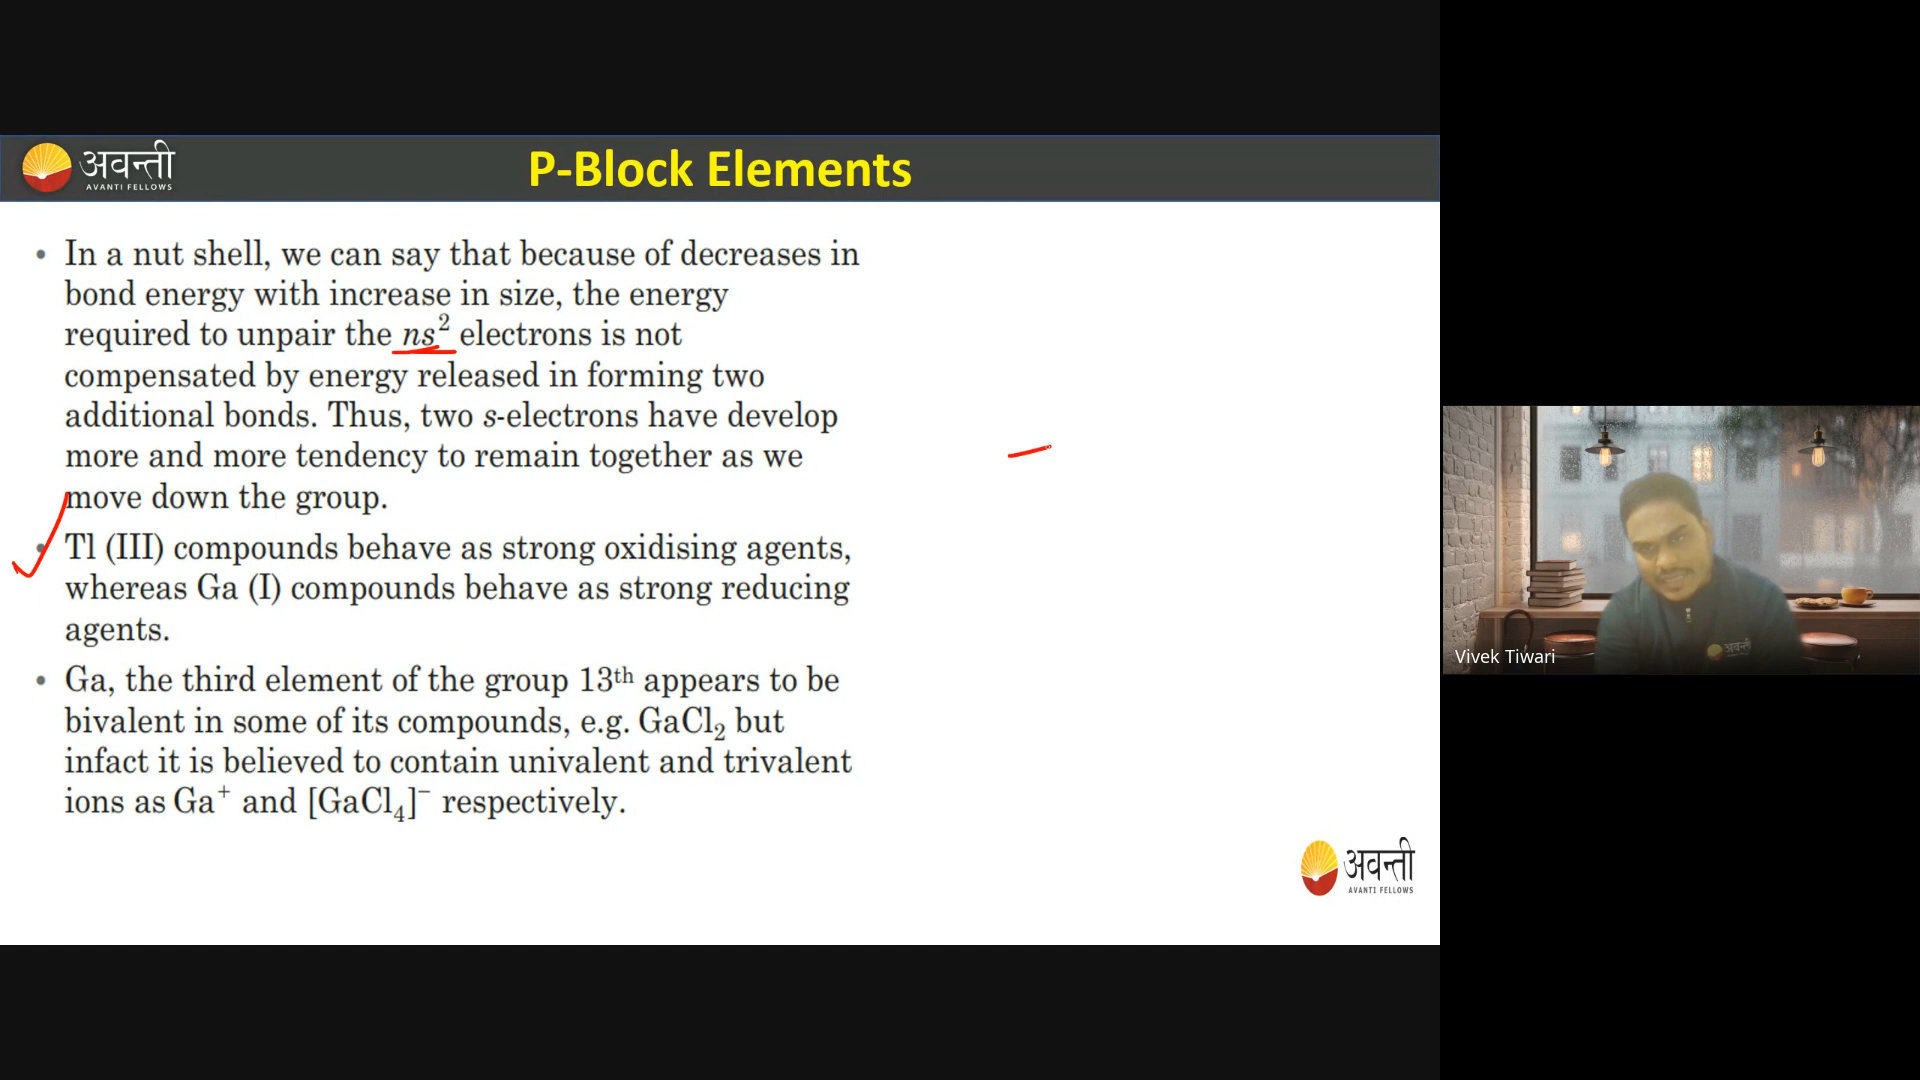 अवन्ती
AVANTI FELLOWS
P-Block Elements
• In a nut shell, we can say that because of decreases in
bond energy with increase in size, the energy
required to unpair the ns² electrons is not
compensated by energy released in forming two
additional bonds. Thus, two s-electrons have develop
more and more tendency to remain together as we
move down the group.
• Tl (III) compounds behave as strong oxidising agents,
whereas Ga (I) compounds behave as strong reducing
agents.
• Ga, the third element of the group 13th appears to be
bivalent in some of its compounds, e.g. GaCl₂ but
infact it is believed to contain univalent and trivalent
ions as Ga⁺ and [GaCl₄]⁻ respectively.
अवन्ती
AVANTI FELLOWS
अवन्ती
Vivek Tiwari